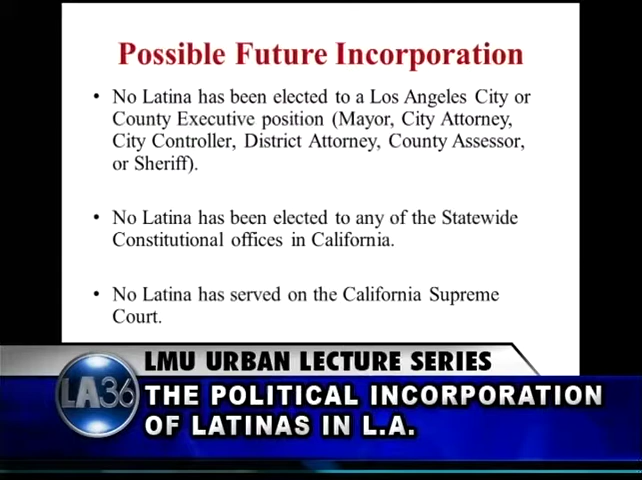 Possible Future Incorporation
• No Latina has been elected to a Los Angeles City or
County Executive position (Mayor, City Attorney,
City Controller, District Attorney, County Assessor,
or Sheriff).
• No Latina has been elected to any of the Statewide
Constitutional offices in California.
• No Latina has served on the California Supreme
Court.
LMU URBAN LECTURE SERIES
LA36
THE POLITICAL INCORPORATION
OF LATINAS IN L.A.